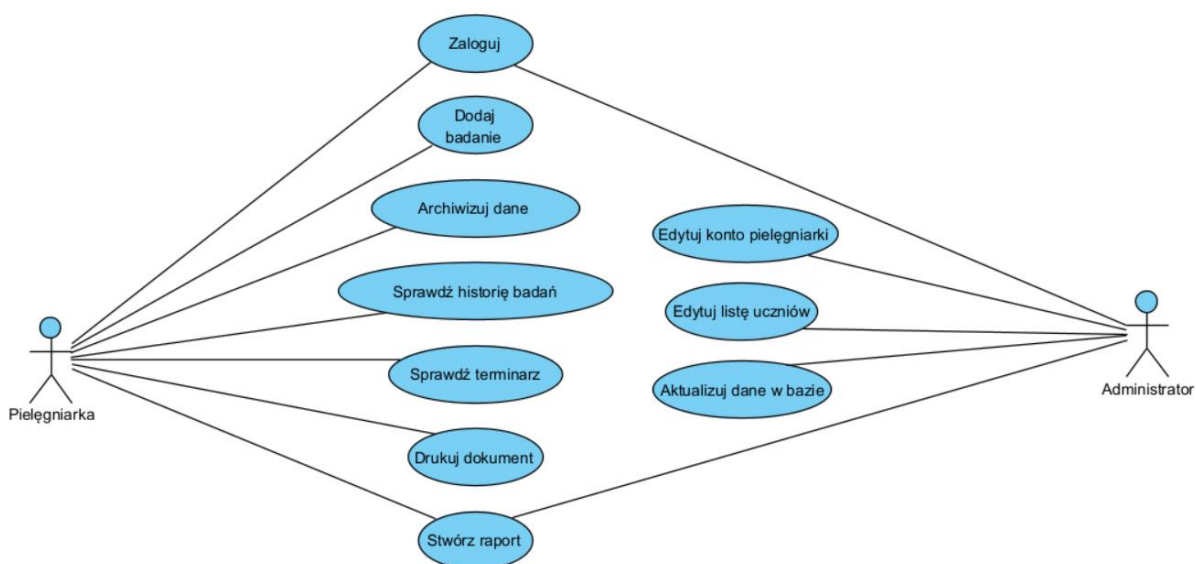 Zaloguj
Dodaj
badanie
Archiwizuj dane
Edytuj konto pielęgniarki
Sprawdź historię badań
Edytuj listę uczniów
Sprawdź terminarz
Aktualizuj dane w bazie
Pielęgniarka
Administrator
Drukuj dokument
Stwórz raport